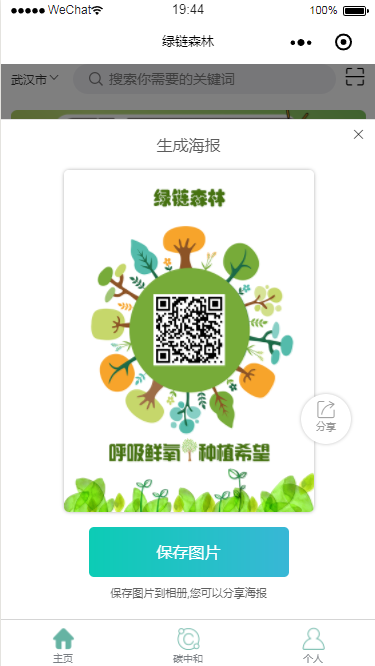 WeChat 19:44 100%
绿链森林
武汉市 搜索你需要的关键词
生成海报
绿链森林
分享
呼吸鲜氧 种植希望
保存图片
保存图片到相册,您可以分享海报
主页 碳中和 个人